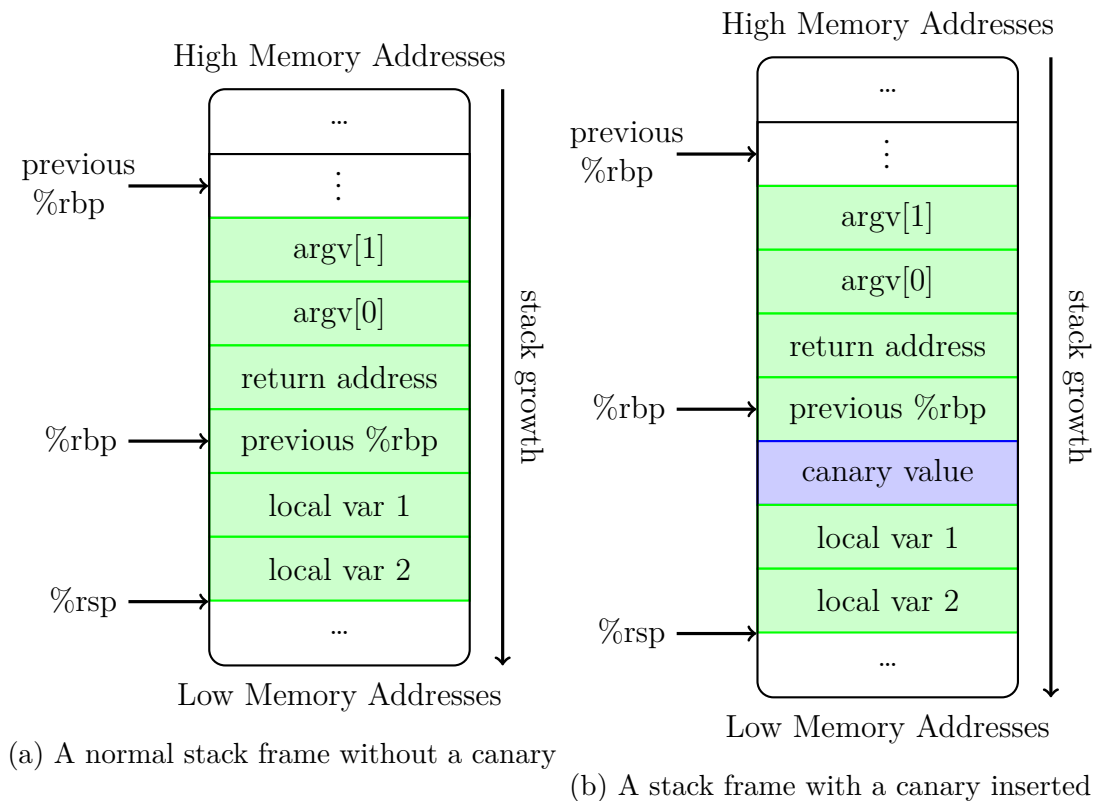 High Memory Addresses
...
previous
%rbp
⋮
argv[1]
argv[0]
return address
%rbp
previous %rbp
local var 1
local var 2
%rsp
...
Low Memory Addresses
stack growth
(a) A normal stack frame without a canary
High Memory Addresses
...
previous
%rbp
⋮
argv[1]
argv[0]
return address
%rbp
previous %rbp
canary value
local var 1
local var 2
%rsp
...
Low Memory Addresses
stack growth
(b) A stack frame with a canary inserted